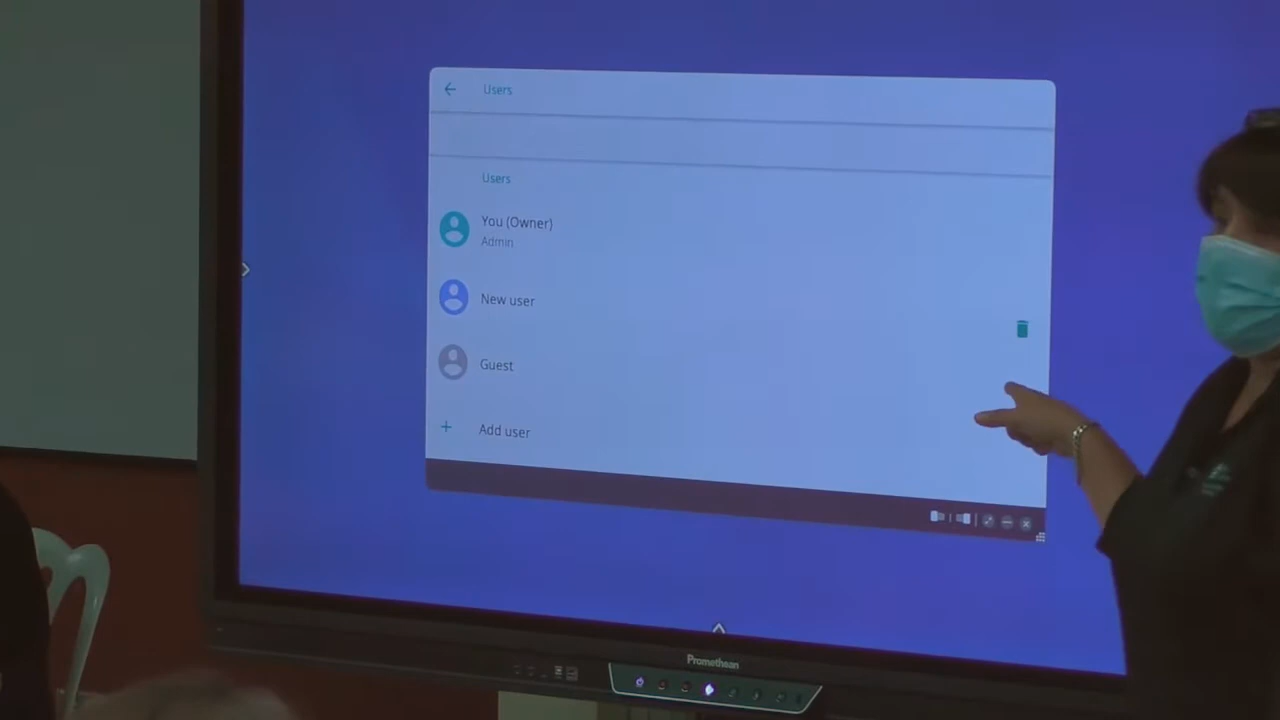 Users
Users
You (Owner)
Admin
New user
Guest
Add user
Promethean